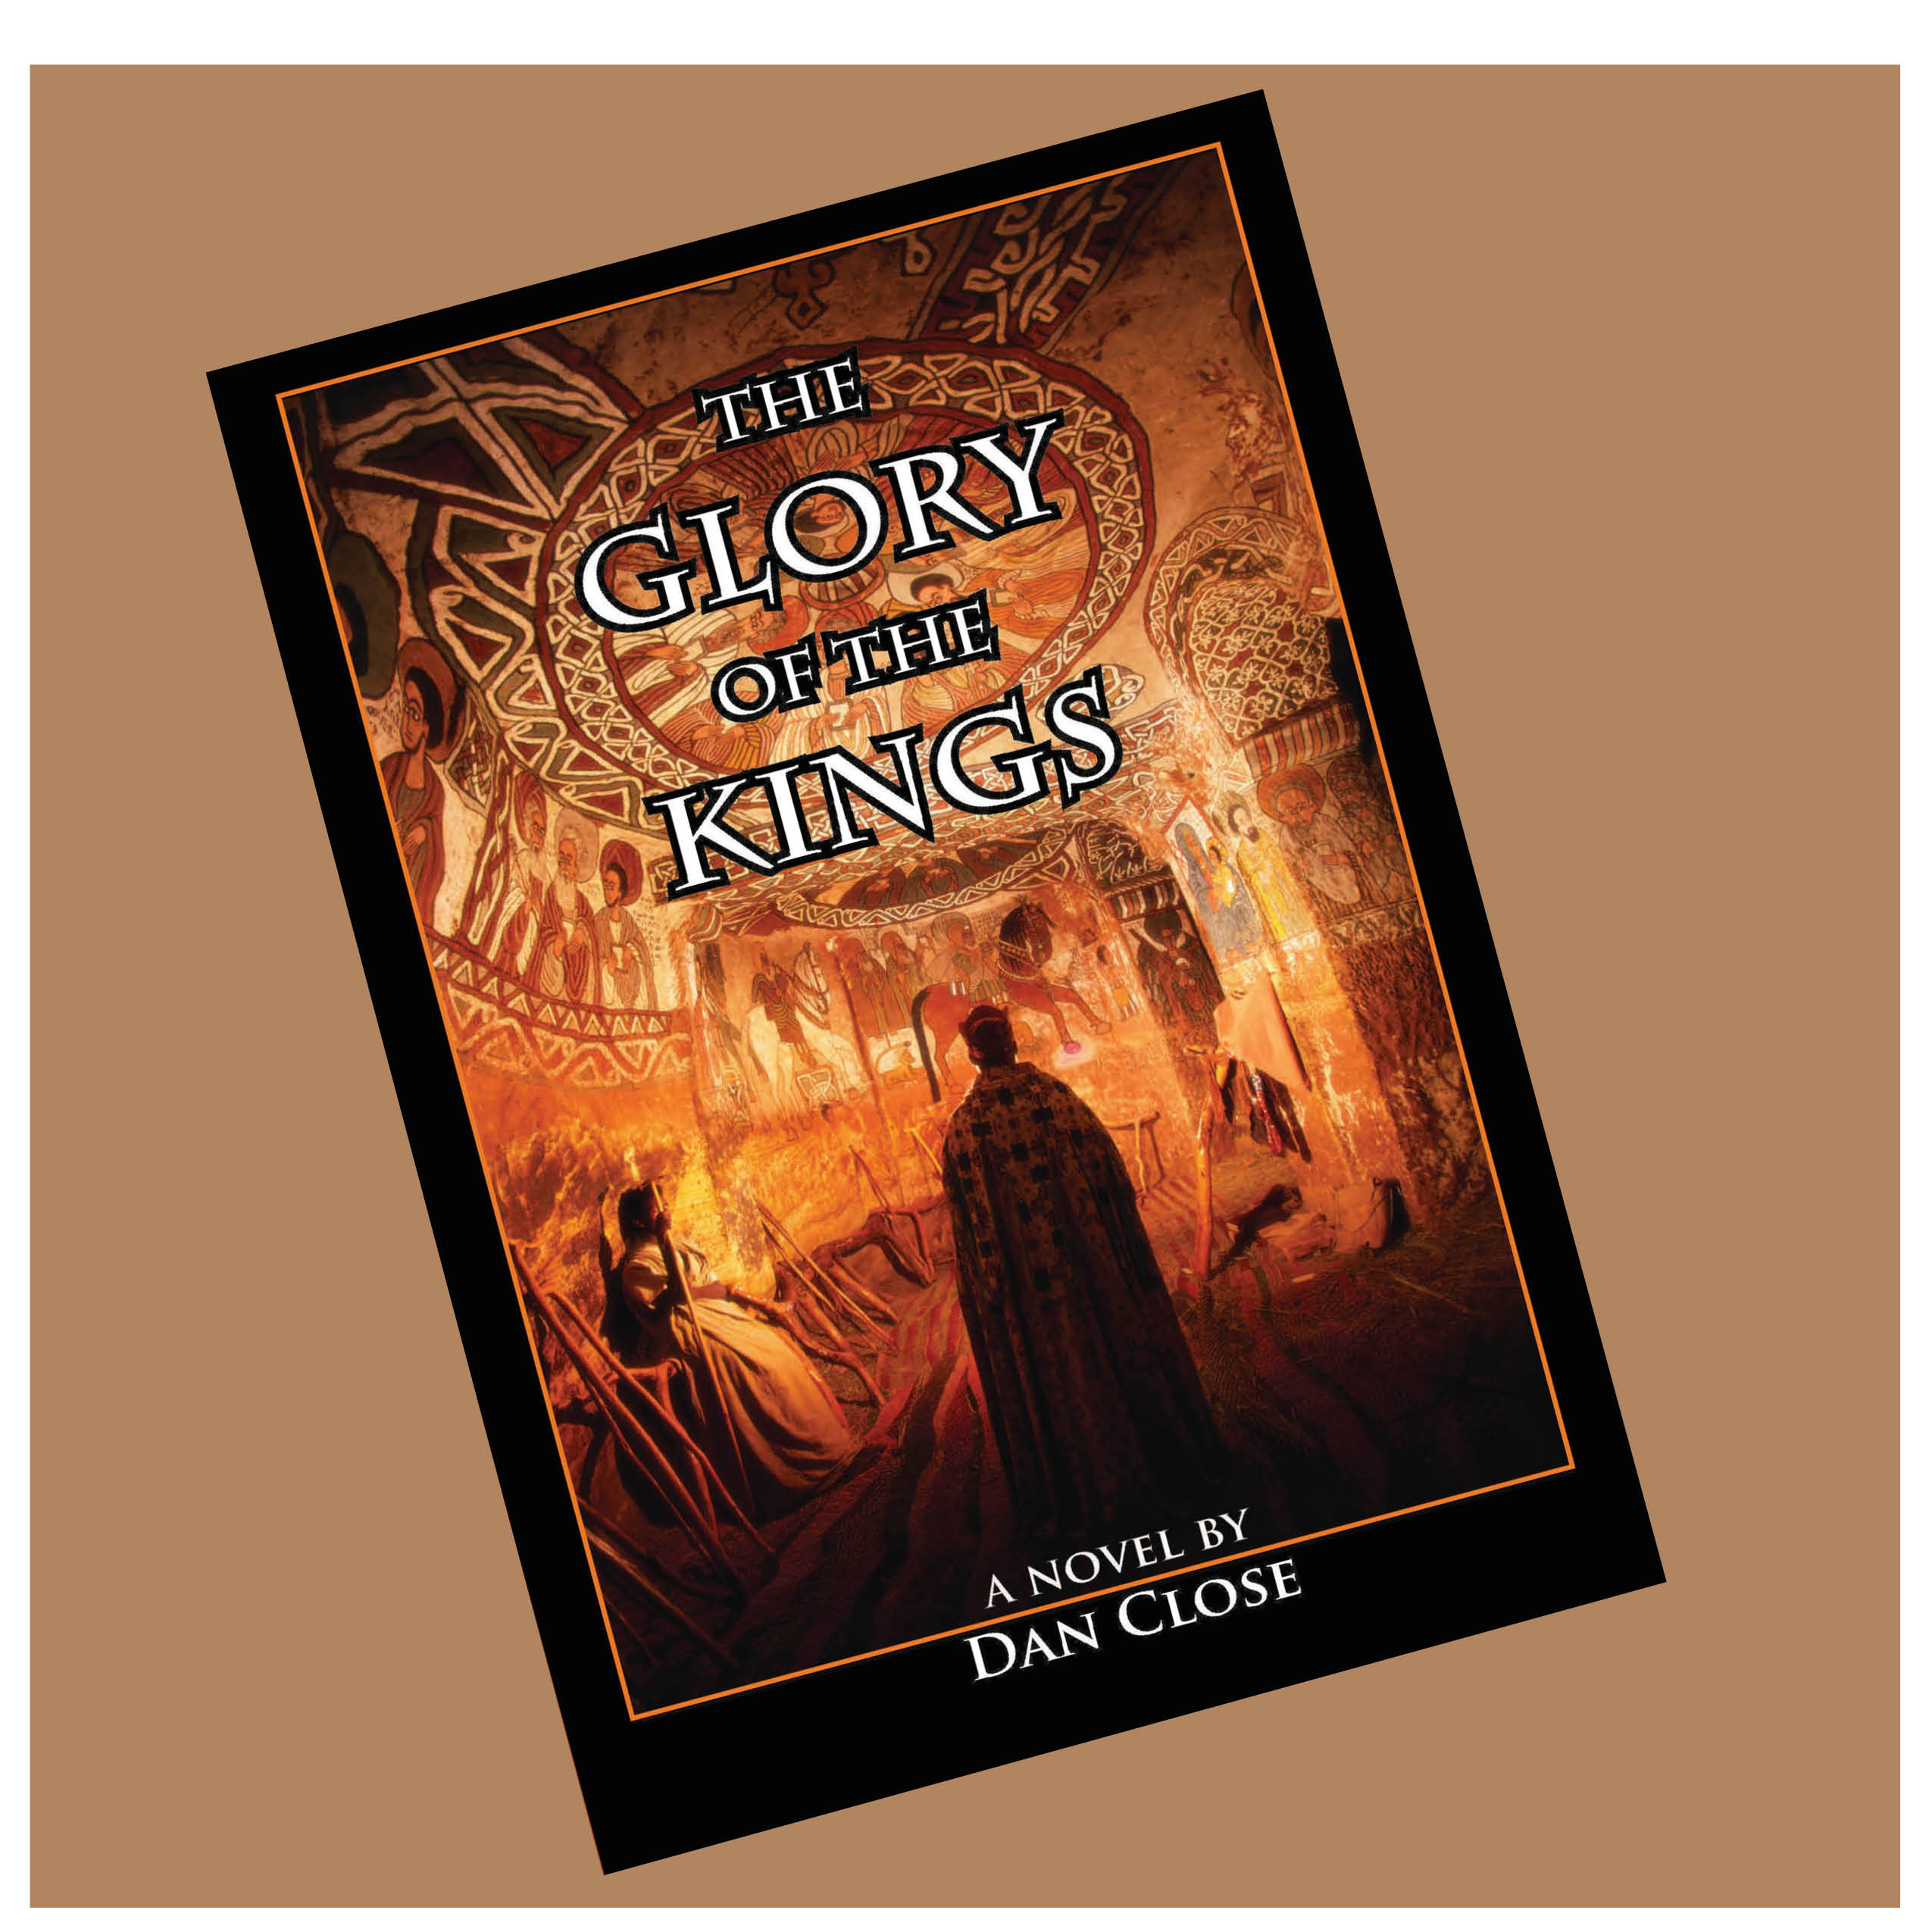 THE
GLORY
OF THE
KINGS
A NOVEL BY
DAN CLOSE